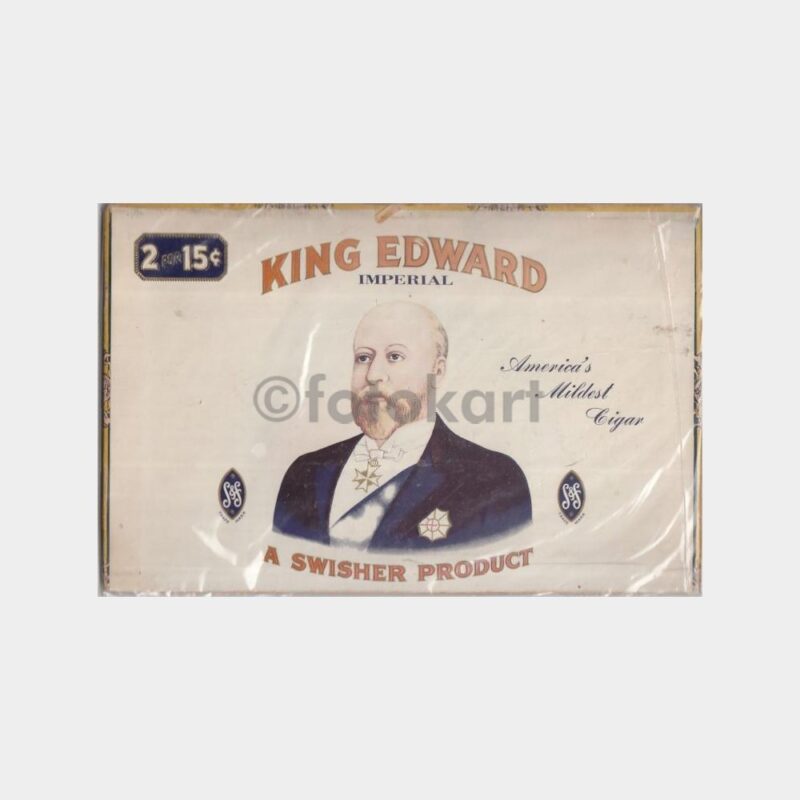 2 FOR 15¢
KING EDWARD
IMPERIAL
America's
Mildest
Cigar
©fotokart
A SWISHER PRODUCT